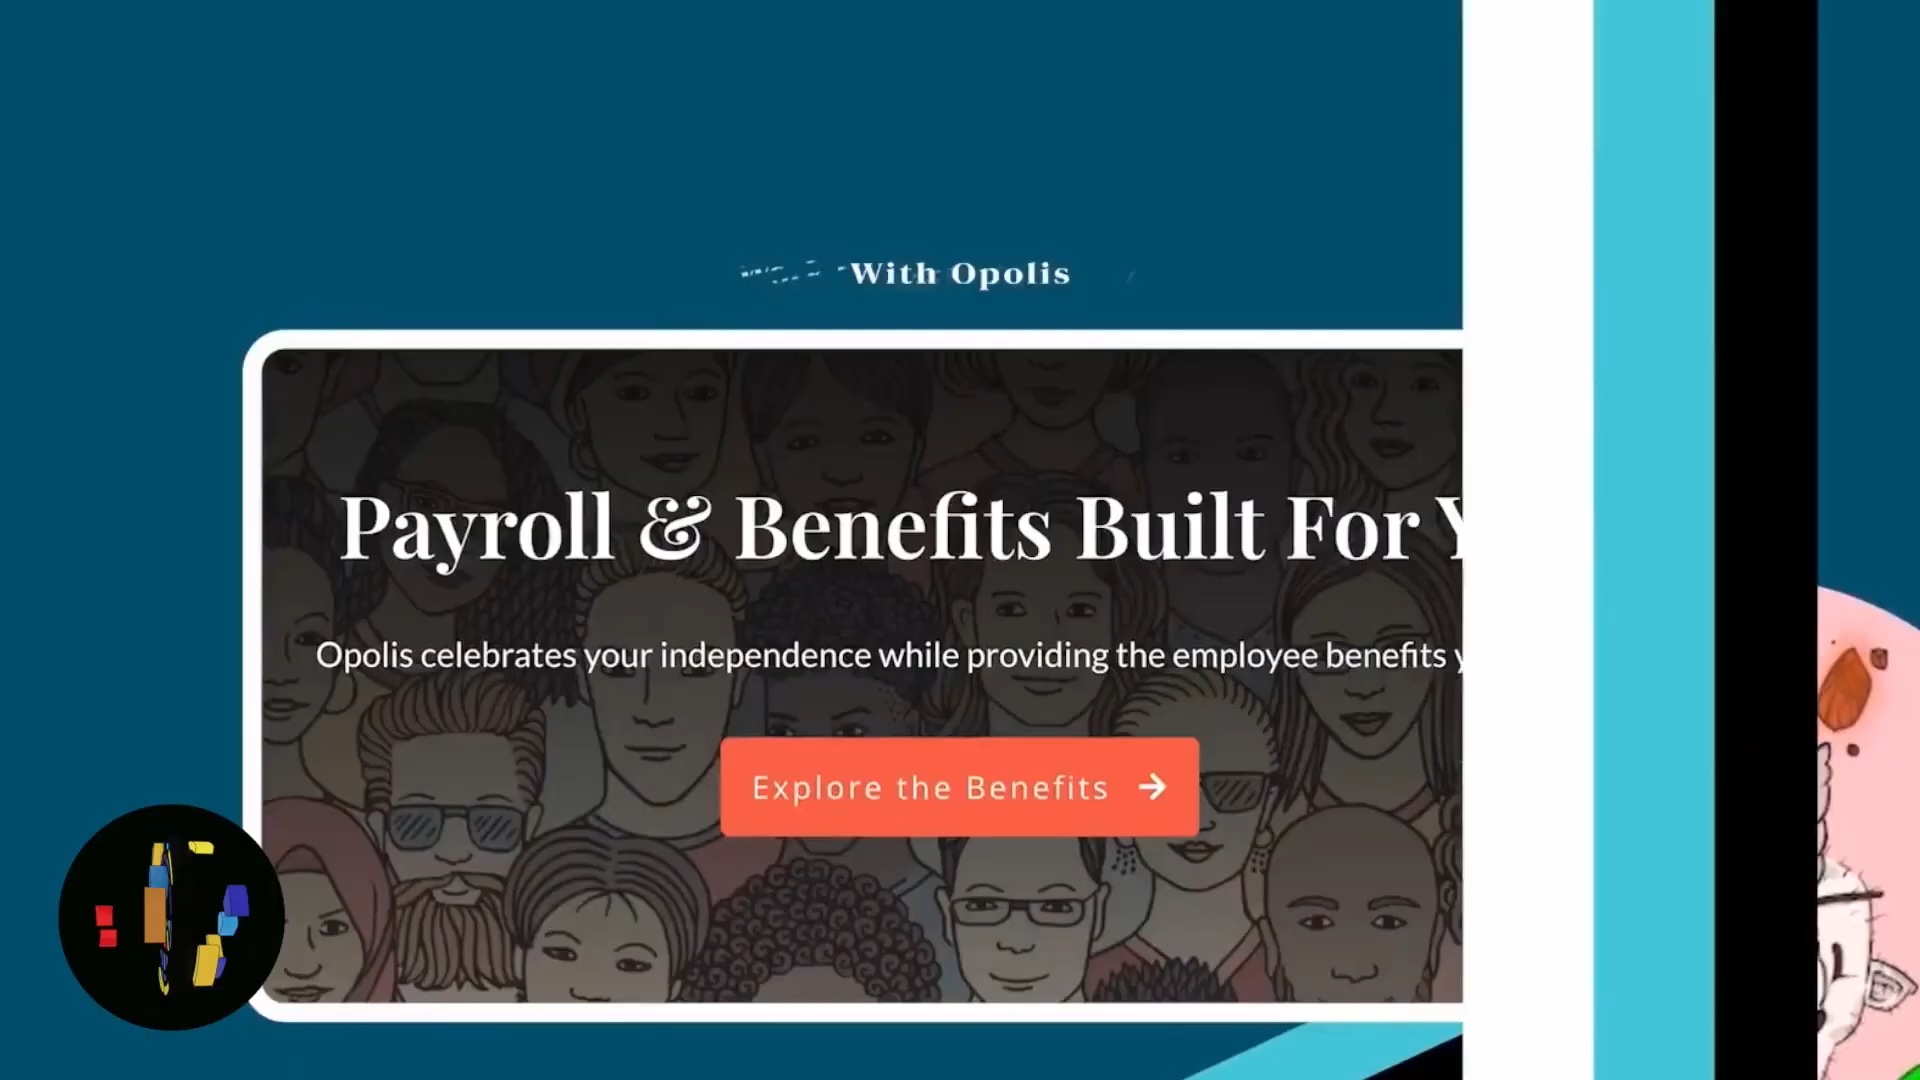 With Opolis
Payroll & Benefits Built For
Opolis celebrates your independence while providing the employee benefits
Explore the Benefits